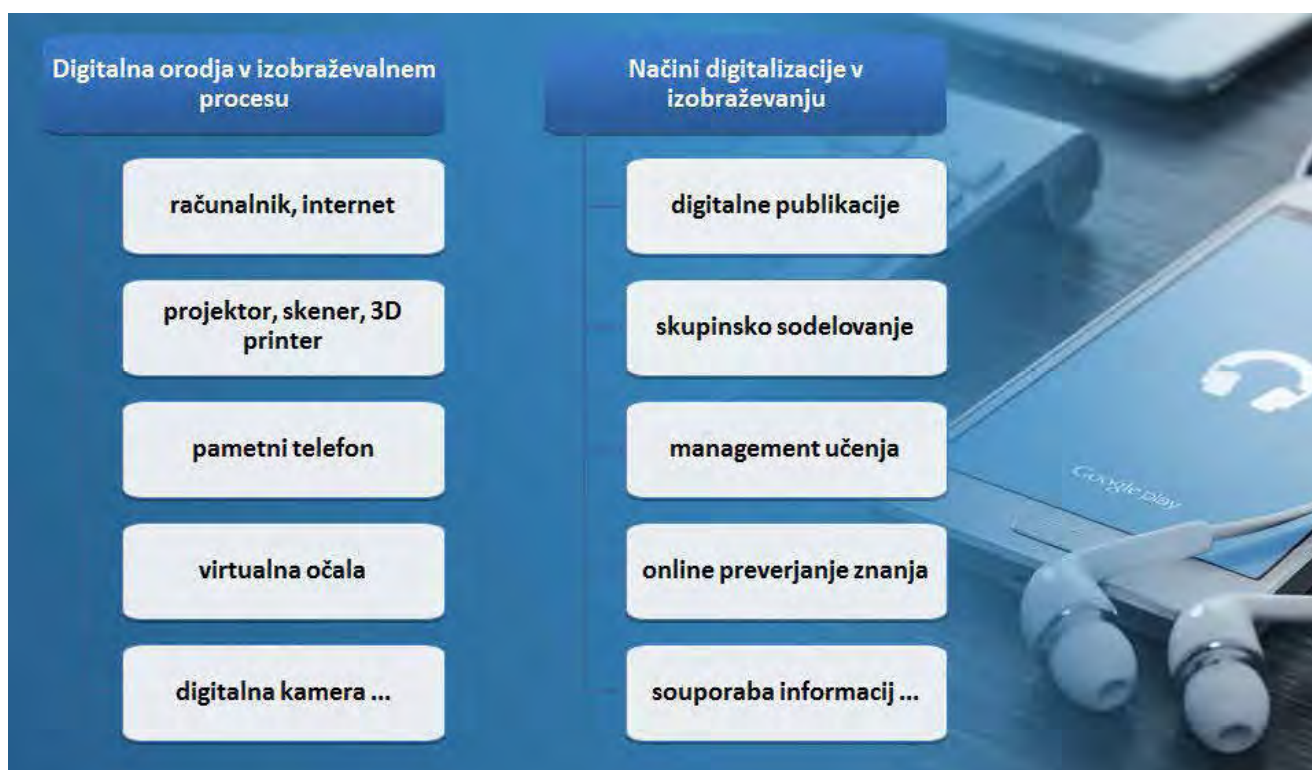 Digitalna orodja v izobraževalnem
procesu
računalnik, internet
projektor, skener, 3D
printer
pametni telefon
virtualna očala
digitalna kamera ...
Načini digitalizacije v
izobraževanju
digitalne publikacije
skupinsko sodelovanje
management učenja
online preverjanje znanja
souporaba informacij ...
Google play